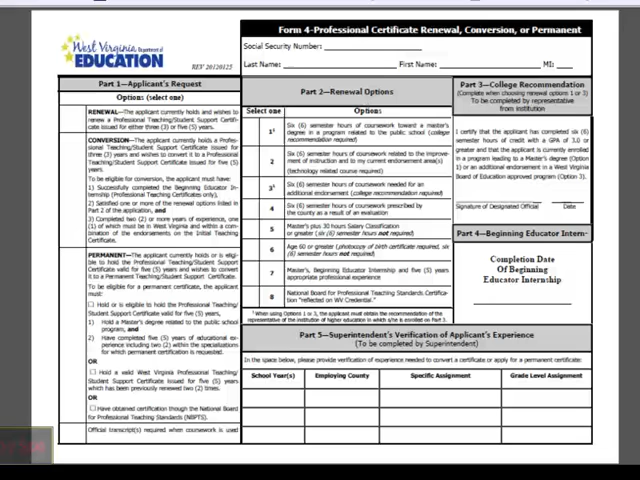 West Virginia Department of
EDUCATION
REV 20120125
Form 4-Professional Certificate Renewal, Conversion, or Permanent
Social Security Number:
Last Name: First Name: MI:
Part 1—Applicant's Request
Options (select one)
RENEWAL—The applicant currently holds and wishes to
renew a Professional Teaching/Student Support Certif-
icate issued for either three (3) or five (5) years.
CONVERSION—The applicant currently holds a Profes-
sional Teaching/Student Support Certificate issued for
three (3) years and wishes to convert it to a Professional
Teaching/Student Support Certificate issued for five (5)
years.
To be eligible for conversion, the applicant must have:
1) Successfully completed the Beginning Educator In-
ternship (Professional Certificates only),
2) Satisfied one or more of the renewal options listed in
Part 2 of the application, and
3) Completed two (2) or more years of experience, one
(1) of which must be in West Virginia and within a com-
bination of the endorsements on the Initial Teaching
Certificate.
PERMANENT—The applicant currently holds or is eligi-
ble to hold the Professional Teaching/Student Support
Certificate valid for five (5) years and wishes to convert
it to a Permanent Teaching/Student Support Certificate.
To be eligible for a permanent certificate, the applicant
must:
Hold or is eligible to hold the Professional Teaching/
Student Support Certificate valid for five (5) years,
1) Hold a Master's degree related to the public school
program, and
2) Have completed five (5) years of educational ex-
perience including two (2) within the specializations
for which permanent certification is requested.
OR
Hold a valid West Virginia Professional Teaching/
Student Support Certificate valid for five (5) years
which has been previously renewed two (2) times.
OR
Have obtained certification though the National Board
for Professional Teaching Standards (NBPTS).
Official transcript(s) required when coursework is used
Part 2—Renewal Options
Select one Options
1¹ Six (6) semester hours of coursework toward a master's
degree in a program related to the public school (college
recommendation required)
2 Six (6) semester hours of coursework related to the improve-
ment of instruction and to my current endorsement area(s)
(technology related course required)
3¹ Six (6) semester hours of coursework needed for an
additional endorsement (college recommendation required)
4 Six (6) semester hours of coursework prescribed by
the county as a result of an evaluation
5 Master's plus 30 hours Salary Classification
or greater (six (6) semester hours not required)
6 Age 60 or greater (photocopy of birth certificate required, six
(6) semester hours not required)
7 Master's, Beginning Educator Internship and five (5) years
appropriate professional experience
8 National Board for Professional Teaching Standards Certifica-
tion "reflected on WV Credential."
¹ When using Options 1 or 3, the applicant must obtain the recommendation of the
representative of the institution of higher education in which he/she is enrolled on Part 3.
Part 3—College Recommendation
(Complete when choosing renewal options 1 or 3)
To be completed by representative
from institution
I certify that the applicant has completed six (6)
semester hours of credit with a GPA of 3.0 or
greater and that the applicant is currently enrolled
in a program leading to a Master's degree (Option
1) or an additional endorsement in a West Virginia
Board of Education approved program (Option 3).
Signature of Designated Official Date
Part 4—Beginning Educator Intern-
Completion Date
Of Beginning
Educator Internship
Part 5—Superintendent's Verification of Applicant's Experience
(To be completed by Superintendent)
In the space below, please provide verification of experience needed to convert a certificate or apply for a permanent certificate:
School Year(s) Employing County Specific Assignment Grade Level Assignment